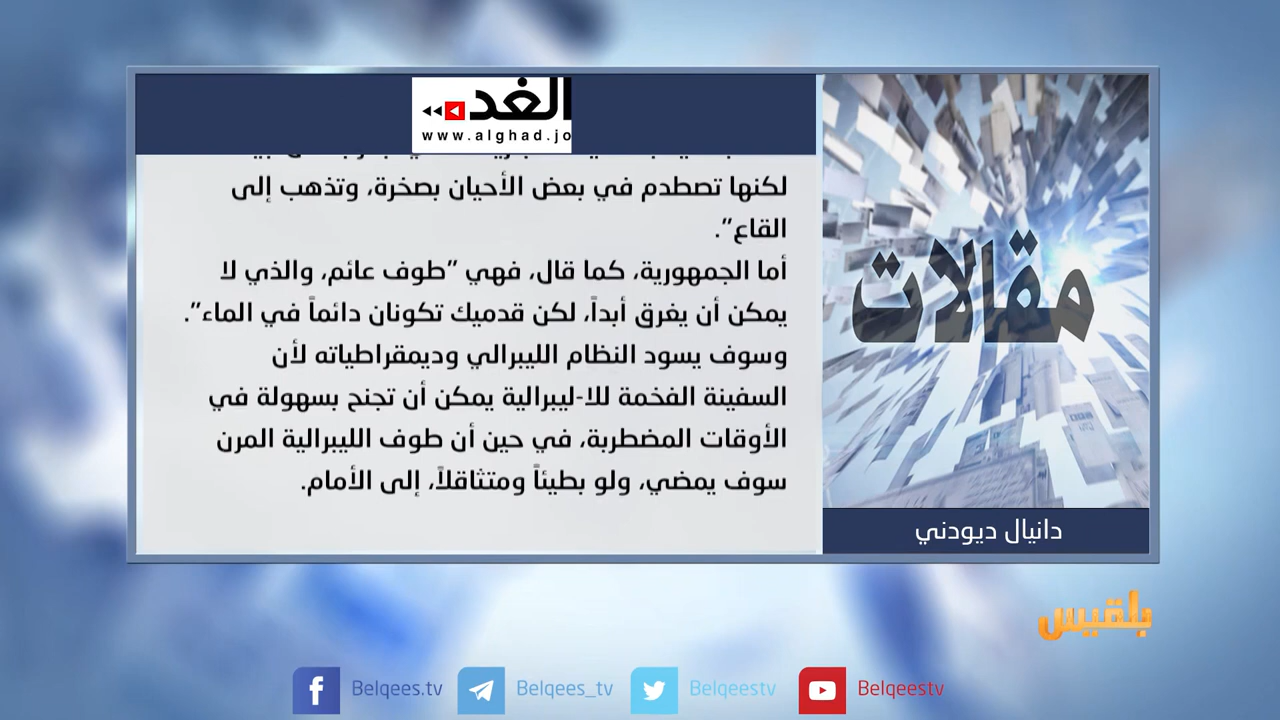 الغد
www.alghad.jo
لكنها تصطدم في بعض الأحيان بصخرة، وتذهب إلى
القاع”.
أما الجمهورية، كما قال، فهي ”طوف عائم، والذي لا
يمكن أن يغرق أبداً، لكن قدميك تكونان دائماً في الماء”.
وسوف يسود النظام الليبرالي وديمقراطياته لأن
السفينة الفخمة للا-ليبرالية يمكن أن تجنح بسهولة في
الأوقات المضطربة، في حين أن طوف الليبرالية المرن
سوف يمضي، ولو بطيئاً ومتثاقلاً، إلى الأمام.
مقالات
دانيال ديودني
بلقيس
Belqees.tv
Belqees_tv
Belqeestv
Belqeestv